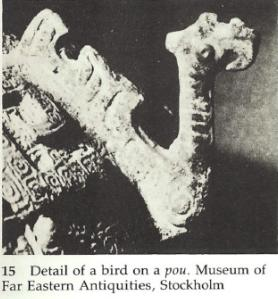 15 Detail of a bird on a pou. Museum of
Far Eastern Antiquities, Stockholm